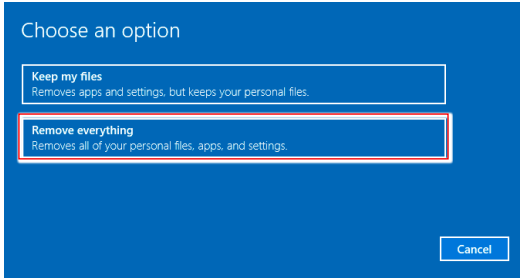 Choose an option
Keep my files
Removes apps and settings, but keeps your personal files.
Remove everything
Removes all of your personal files, apps, and settings.
Cancel